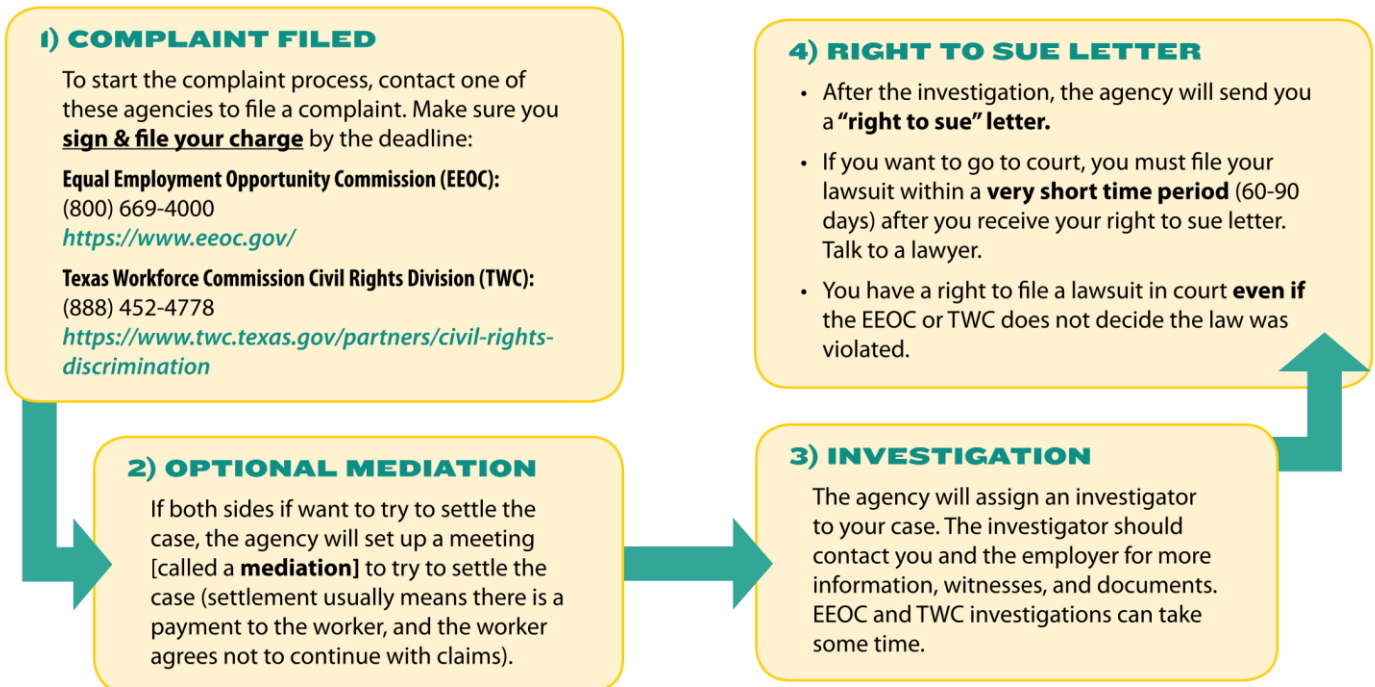 1) COMPLAINT FILED
To start the complaint process, contact one of
these agencies to file a complaint. Make sure you
sign & file your charge by the deadline:
Equal Employment Opportunity Commission (EEOC):
(800) 669-4000
https://www.eeoc.gov/
Texas Workforce Commission Civil Rights Division (TWC):
(888) 452-4778
https://www.twc.texas.gov/partners/civil-rights-
discrimination
2) OPTIONAL MEDIATION
If both sides if want to try to settle the
case, the agency will set up a meeting
[called a mediation] to try to settle the
case (settlement usually means there is a
payment to the worker, and the worker
agrees not to continue with claims).
3) INVESTIGATION
The agency will assign an investigator
to your case. The investigator should
contact you and the employer for more
information, witnesses, and documents.
EEOC and TWC investigations can take
some time.
4) RIGHT TO SUE LETTER
• After the investigation, the agency will send you
a “right to sue” letter.
• If you want to go to court, you must file your
lawsuit within a very short time period (60-90
days) after you receive your right to sue letter.
Talk to a lawyer.
• You have a right to file a lawsuit in court even if
the EEOC or TWC does not decide the law was
violated.